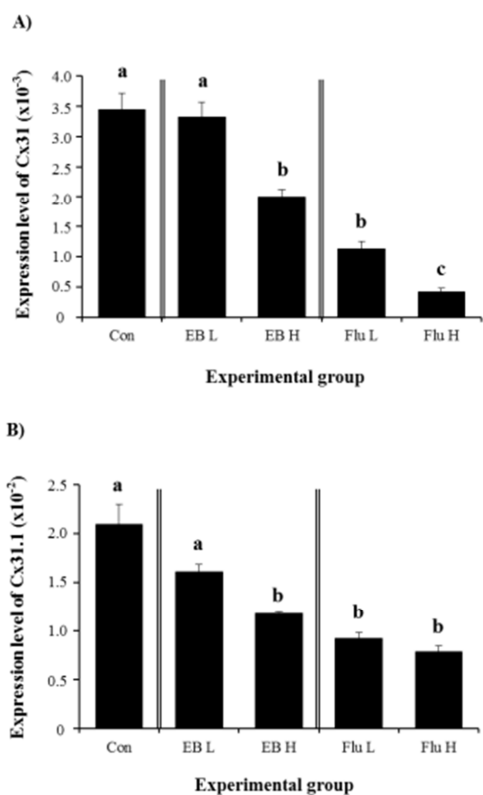 A)
Expression level of Cx31 (x10-3)
4.0
3.5
3.0
2.5
2.0
1.5
1.0
0.5
0
a
a
b
b
c
Con
EB L
EB H
Flu L
Flu H
Experimental group
B)
Expression level of Cx31.1 (x10-2)
2.5
2.0
1.5
1.0
0.5
0
a
a
b
b
b
Con
EB L
EB H
Flu L
Flu H
Experimental group